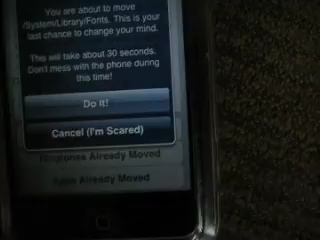 You are about to move
/System/Library/Fonts. This is your
last chance to change your mind.
This will take about 30 seconds.
Don't mess with the phone during
this time!
Do it!
Cancel (I'm Scared)
Ringtones Already Moved
Already Moved